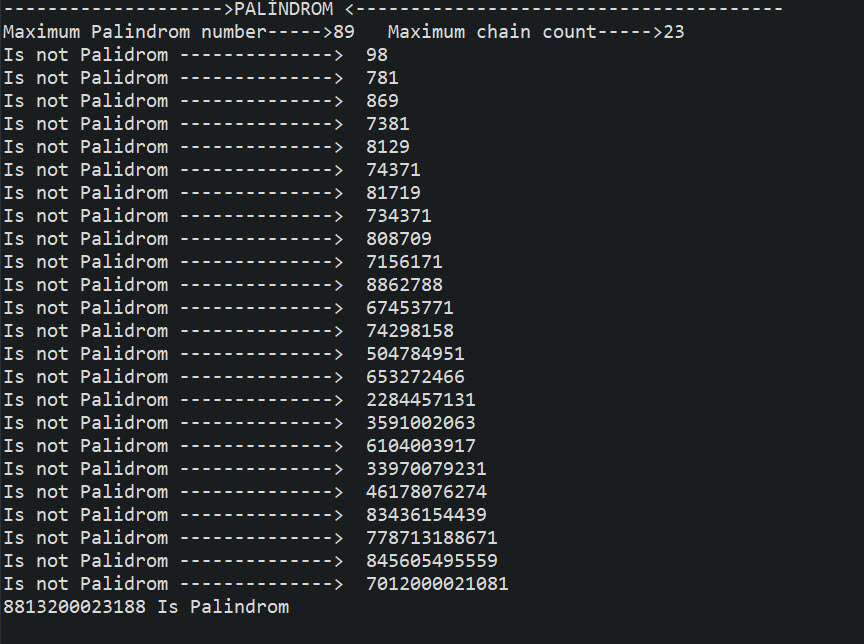 -------------------->PALİNDROM <---------------------------------------
Maximum Palindrom number----->89   Maximum chain count----->23
Is not Palidrom -------------->  98
Is not Palidrom -------------->  781
Is not Palidrom -------------->  869
Is not Palidrom -------------->  7381
Is not Palidrom -------------->  8129
Is not Palidrom -------------->  74371
Is not Palidrom -------------->  81719
Is not Palidrom -------------->  734371
Is not Palidrom -------------->  808709
Is not Palidrom -------------->  7156171
Is not Palidrom -------------->  8862788
Is not Palidrom -------------->  67453771
Is not Palidrom -------------->  74298158
Is not Palidrom -------------->  504784951
Is not Palidrom -------------->  653272466
Is not Palidrom -------------->  2284457131
Is not Palidrom -------------->  3591002063
Is not Palidrom -------------->  6104003917
Is not Palidrom -------------->  33970079231
Is not Palidrom -------------->  46178076274
Is not Palidrom -------------->  83436154439
Is not Palidrom -------------->  778713188671
Is not Palidrom -------------->  845605495559
Is not Palidrom -------------->  7012000021081
8813200023188 Is Palindrom